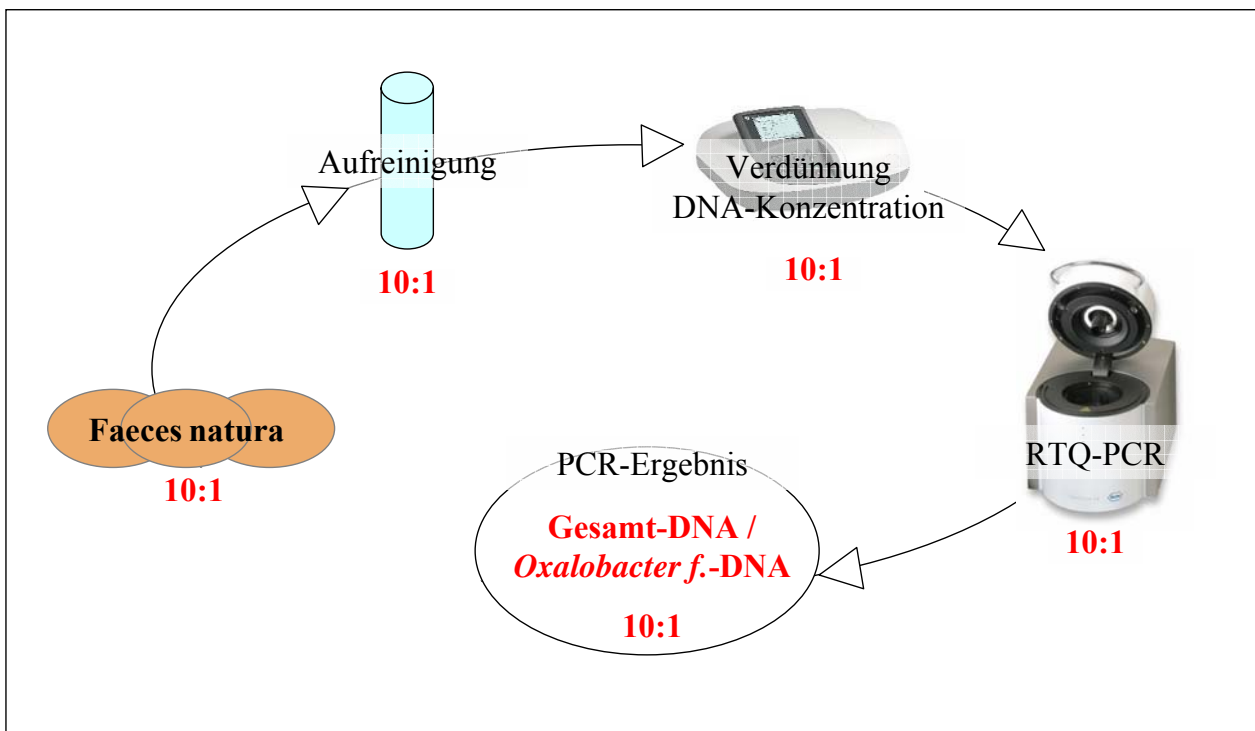 Aufreinigung
10:1
Verdünnung
DNA-Konzentration
10:1
Faeces natura
10:1
RTQ-PCR
10:1
PCR-Ergebnis
Gesamt-DNA /
Oxalobacter f.-DNA
10:1